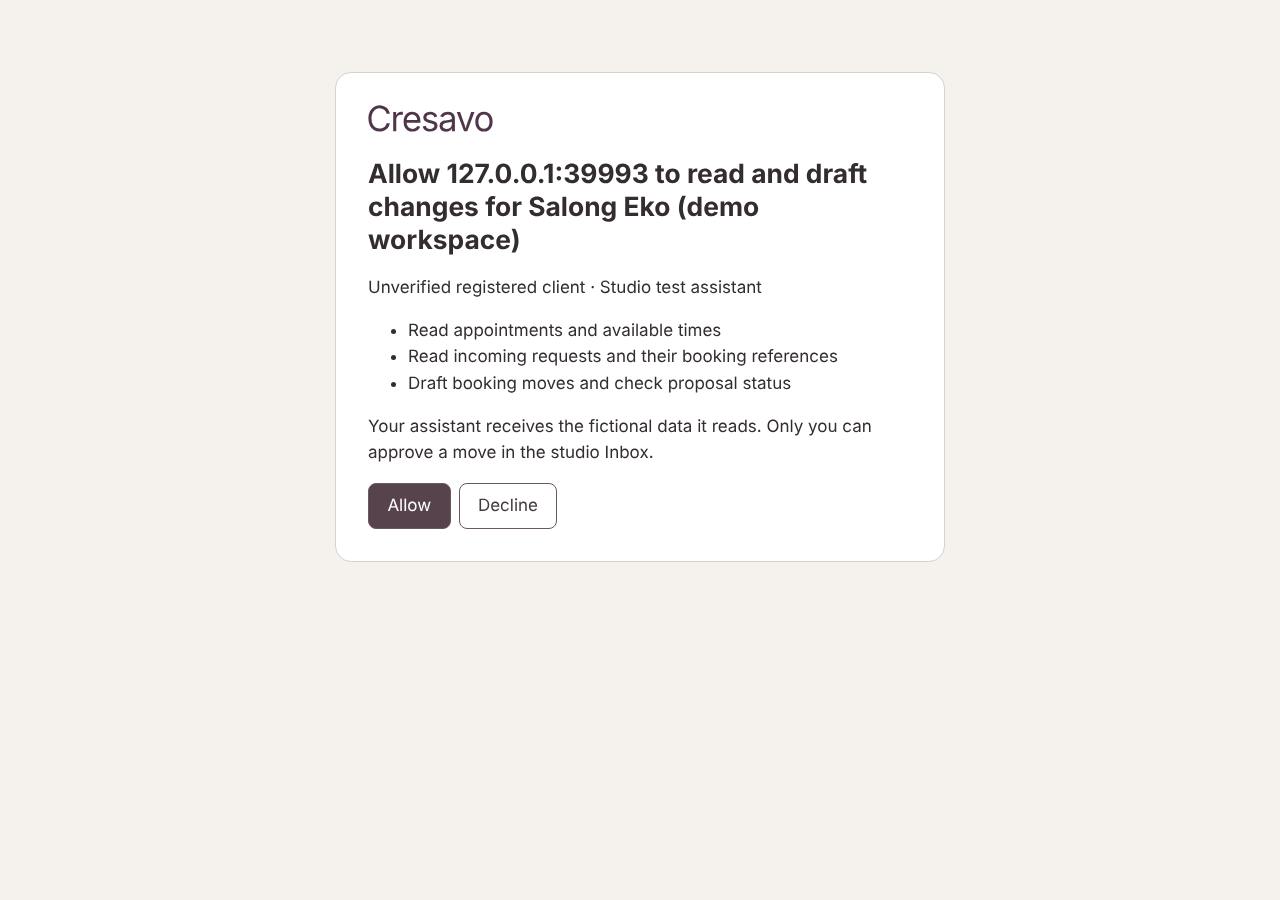 Cresavo
Allow 127.0.0.1:39993 to read and draft
changes for Salong Eko (demo
workspace)
Unverified registered client · Studio test assistant
• Read appointments and available times
• Read incoming requests and their booking references
• Draft booking moves and check proposal status
Your assistant receives the fictional data it reads. Only you can
approve a move in the studio Inbox.
Allow Decline